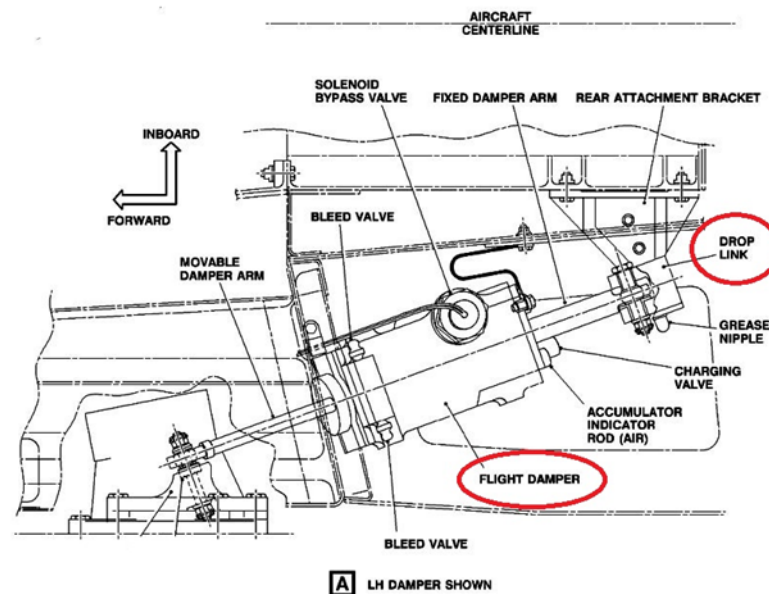 AIRCRAFT
CENTERLINE
SOLENOID
BYPASS VALVE
FIXED DAMPER ARM
REAR ATTACHMENT BRACKET
INBOARD
FORWARD
BLEED VALVE
MOVABLE
DAMPER ARM
DROP
LINK
GREASE
NIPPLE
CHARGING
VALVE
ACCUMULATOR
INDICATOR
ROD (AIR)
FLIGHT DAMPER
BLEED VALVE
A LH DAMPER SHOWN